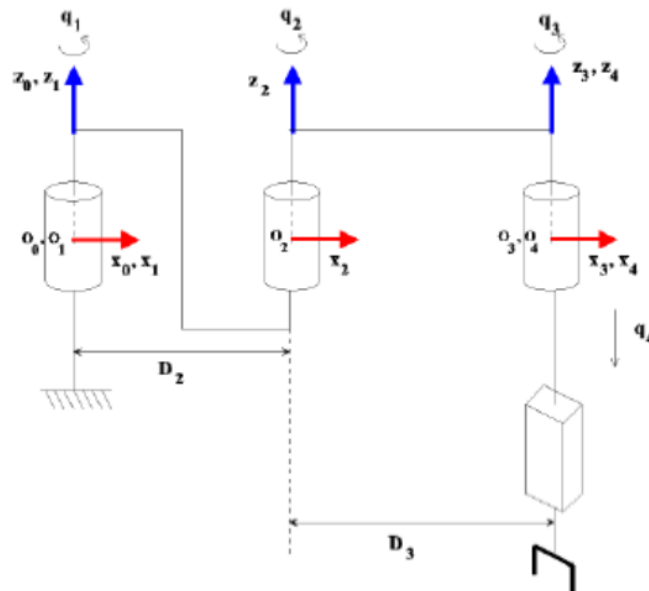 q₁ q₂ q₃
z₀, z₁ z₂ z₃, z₄
O₀, O₁ O₂ O₃, O₄
x₀, x₁ x₂ x₃, x₄
D₂
D₃